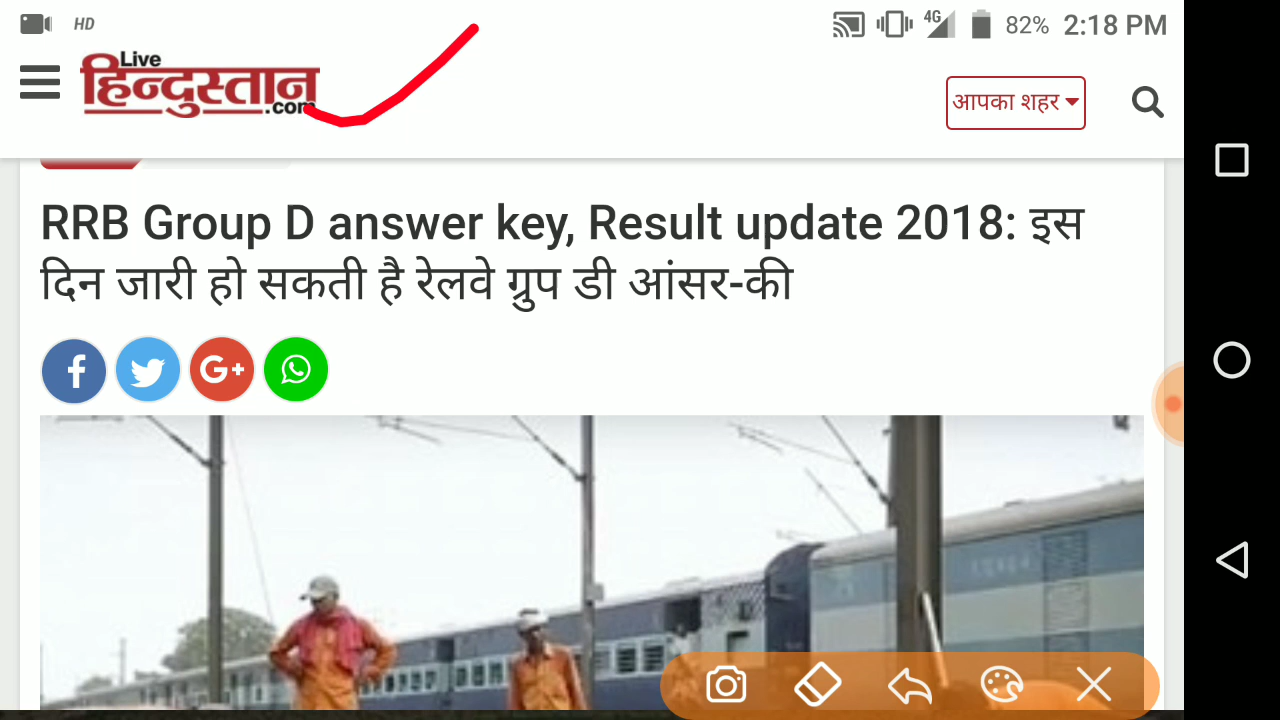 HD 4G 82% 2:18 PM
Live
हिन्दुस्तान
.com
आपका शहर
RRB Group D answer key, Result update 2018: इस
दिन जारी हो सकती है रेलवे ग्रुप डी आंसर-की
f G+